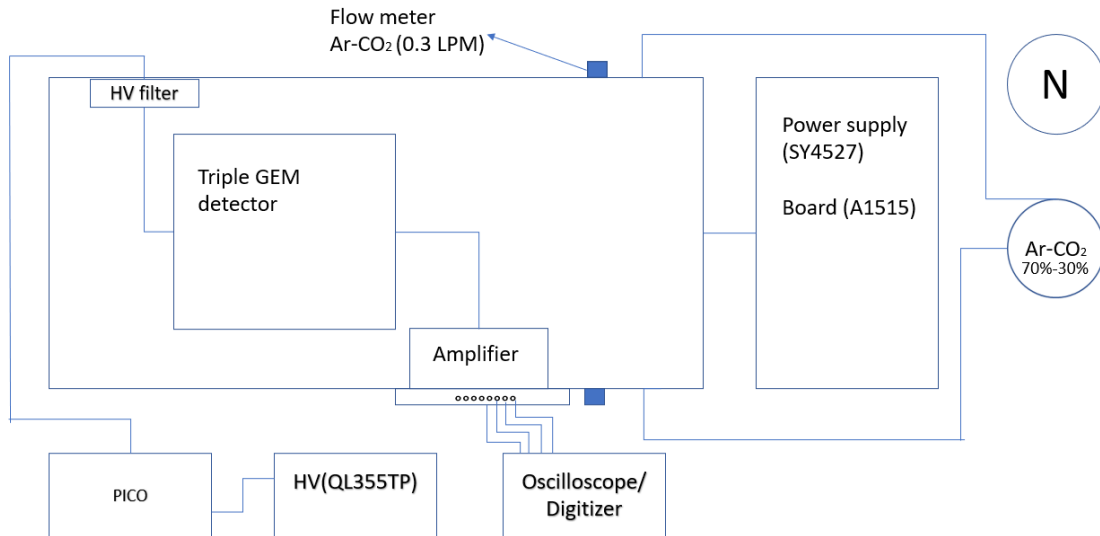 Flow meter
Ar-CO₂ (0.3 LPM)
HV filter
Triple GEM
detector
Amplifier
Power supply
(SY4527)
Board (A1515)
N
Ar-CO₂
70%-30%
PICO
HV(QL355TP)
Oscilloscope/
Digitizer